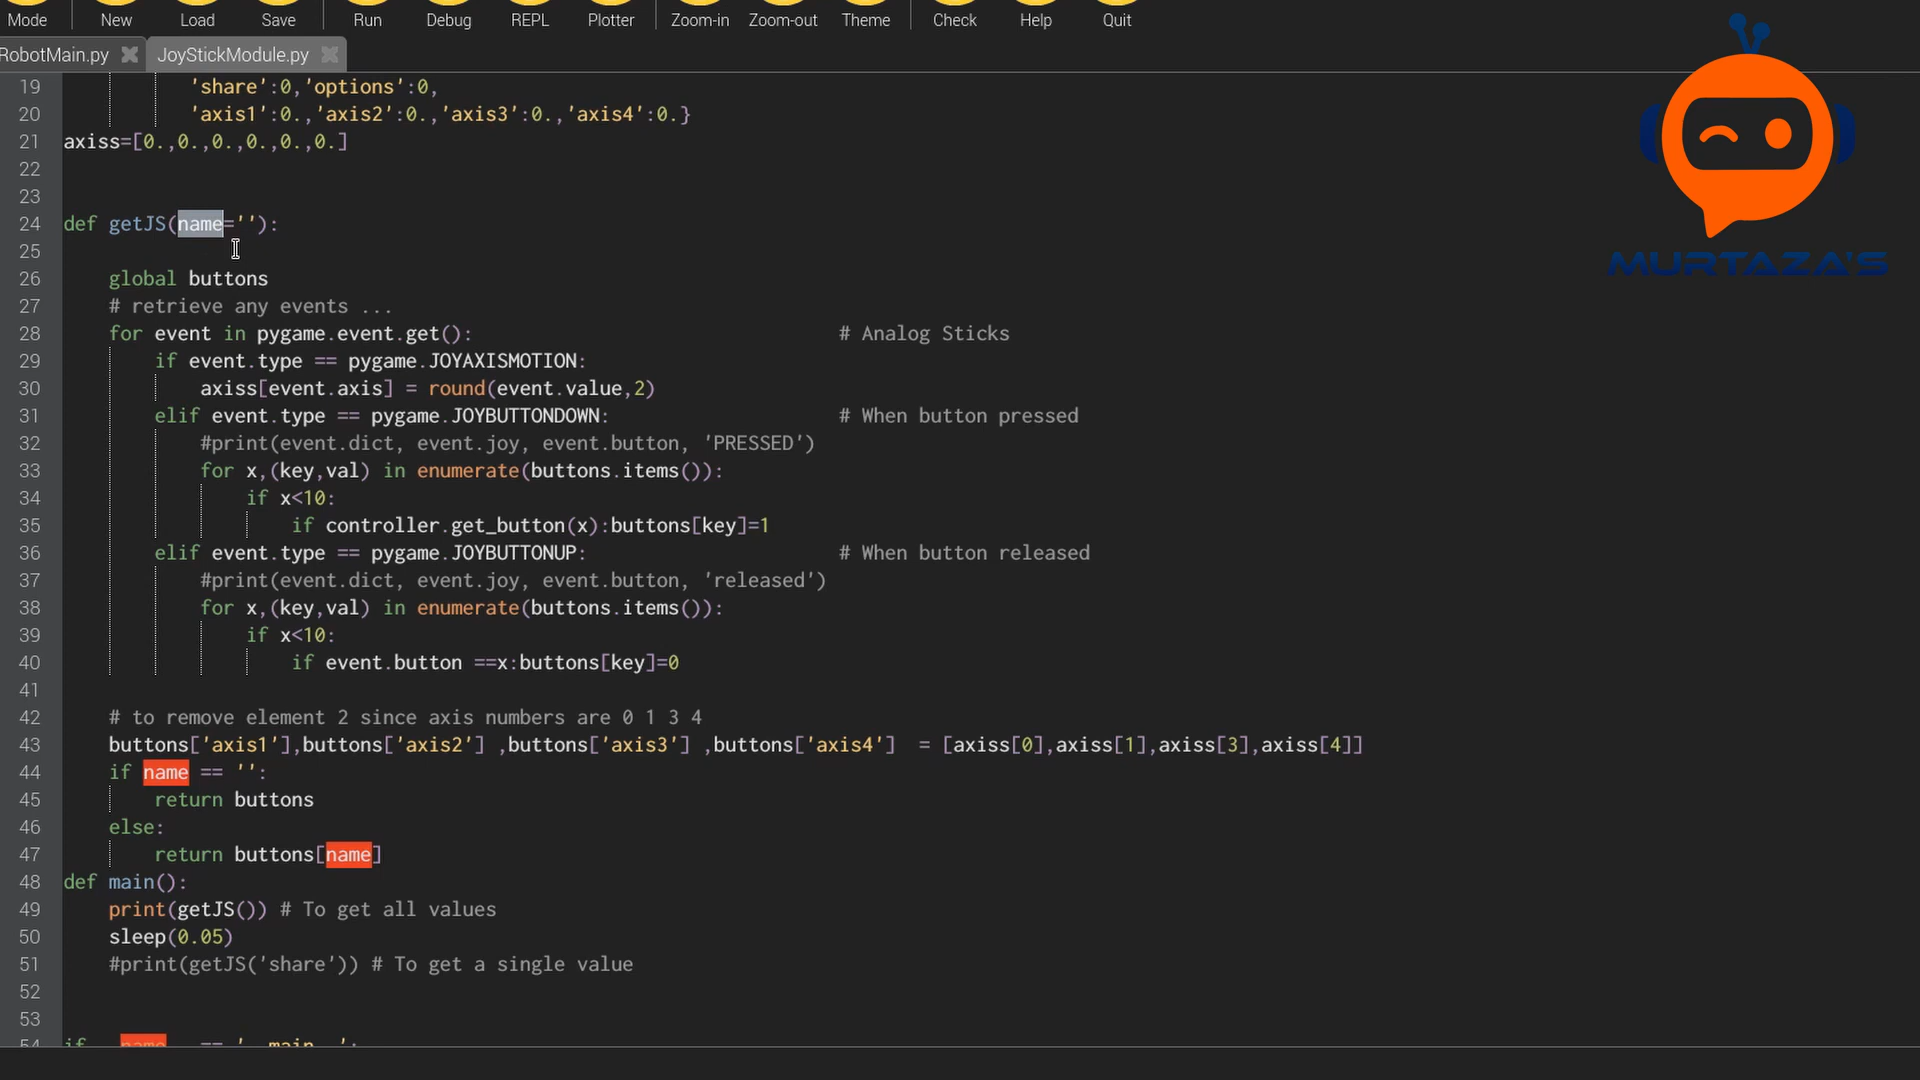 Mode New Load Save Run Debug REPL Plotter Zoom-in Zoom-out Theme Check Help Quit
RobotMain.py JoyStickModule.py
19 'share':0,'options':0,
20 'axis1':0.,'axis2':0.,'axis3':0.,'axis4':0.}
21 axiss=[0.,0.,0.,0.,0.,0.]
22
23
24 def getJS(name=''):
25
26 global buttons
27 # retrieve any events ...
28 for event in pygame.event.get(): # Analog Sticks
29 if event.type == pygame.JOYAXISMOTION:
30 axiss[event.axis] = round(event.value,2)
31 elif event.type == pygame.JOYBUTTONDOWN: # When button pressed
32 #print(event.dict, event.joy, event.button, 'PRESSED')
33 for x,(key,val) in enumerate(buttons.items()):
34 if x<10:
35 if controller.get_button(x):buttons[key]=1
36 elif event.type == pygame.JOYBUTTONUP: # When button released
37 #print(event.dict, event.joy, event.button, 'released')
38 for x,(key,val) in enumerate(buttons.items()):
39 if x<10:
40 if event.button ==x:buttons[key]=0
41
42 # to remove element 2 since axis numbers are 0 1 3 4
43 buttons['axis1'],buttons['axis2'] ,buttons['axis3'] ,buttons['axis4'] = [axiss[0],axiss[1],axiss[3],axiss[4]]
44 if name == '':
45 return buttons
46 else:
47 return buttons[name]
48 def main():
49 print(getJS()) # To get all values
50 sleep(0.05)
51 #print(getJS('share')) # To get a single value
52
53
54 if __name__ == '__main__':
MURTAZA'S